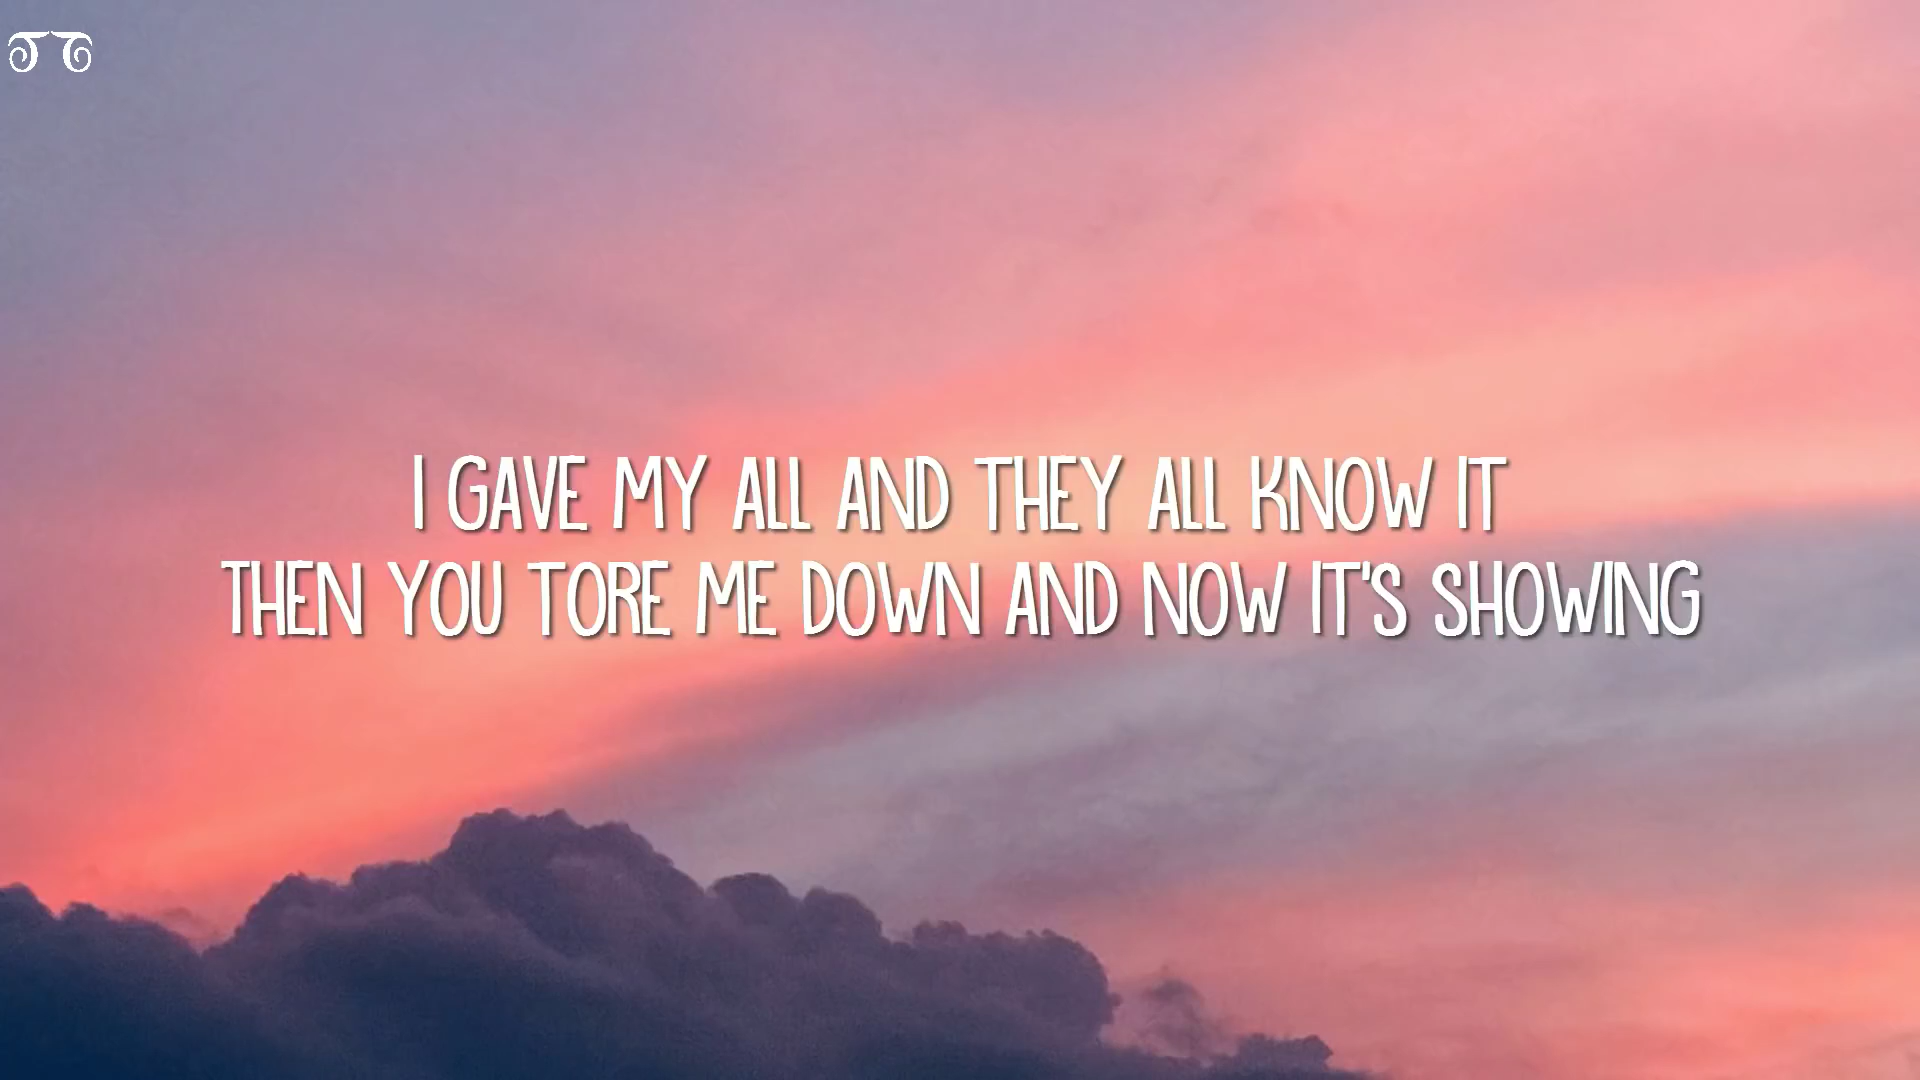 I GAVE MY ALL AND THEY ALL KNOW IT
THEN YOU TORE ME DOWN AND NOW IT'S SHOWING